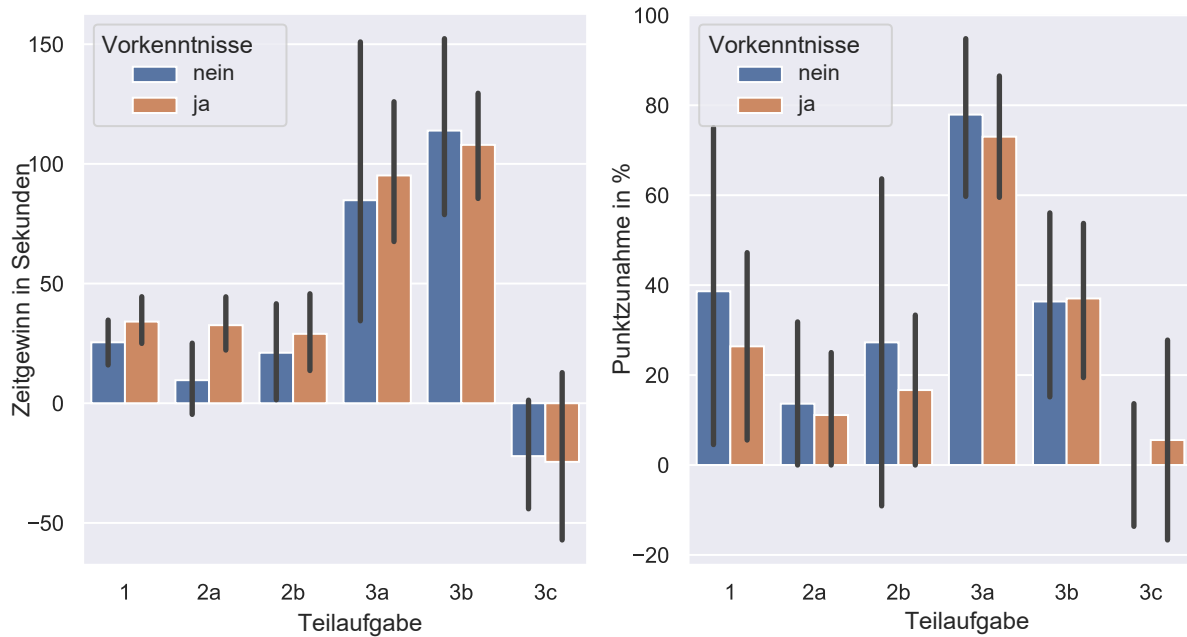 Zeitgewinn in Sekunden
150
100
50
0
−50
Vorkenntnisse
nein
ja
1 2a 2b 3a 3b 3c
Teilaufgabe
Punktzunahme in %
100
80
60
40
20
0
−20
Vorkenntnisse
nein
ja
1 2a 2b 3a 3b 3c
Teilaufgabe